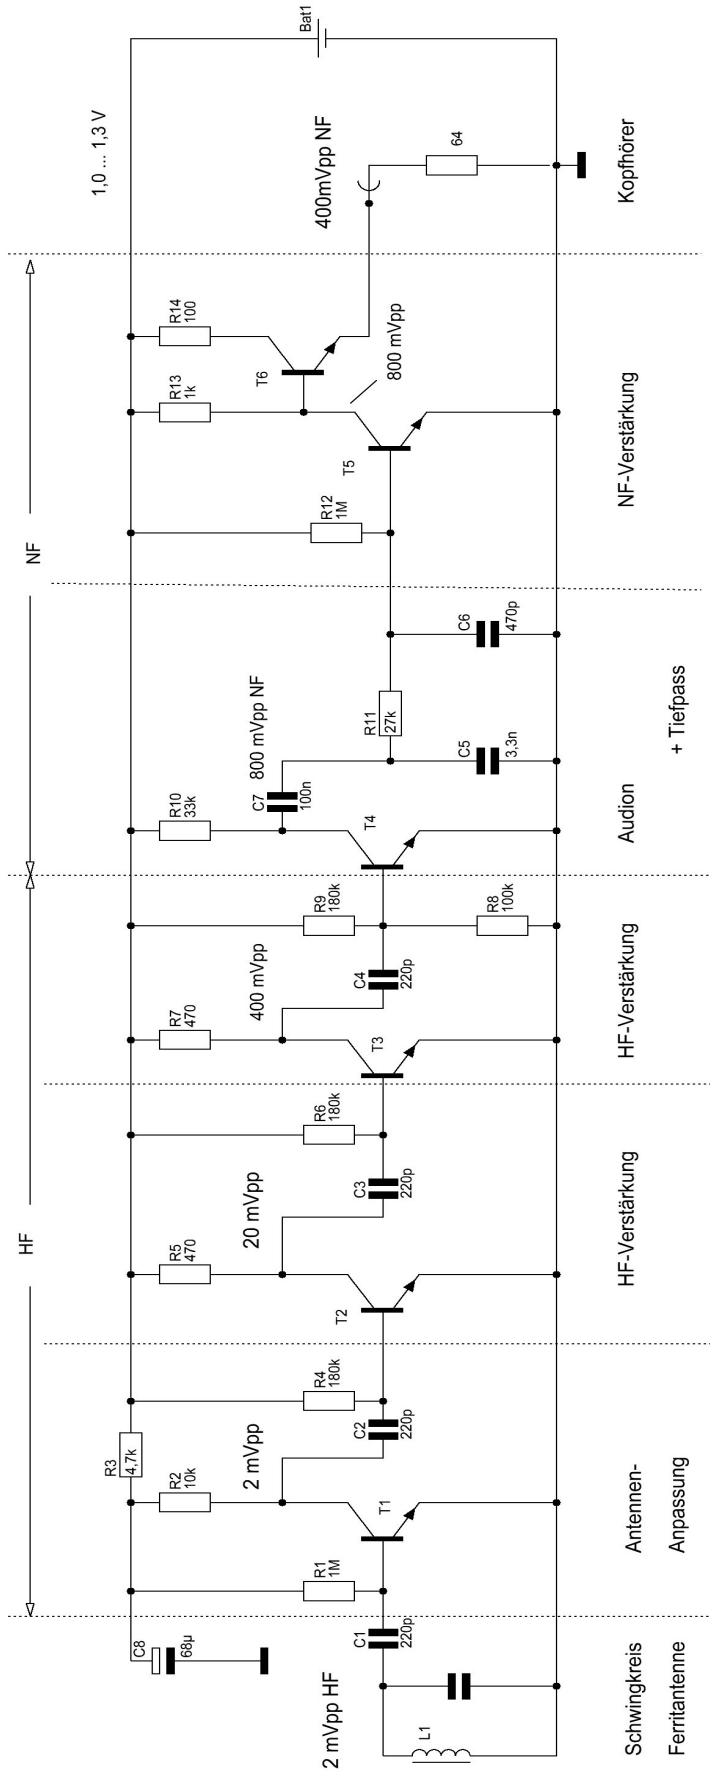 HF
NF
1,0 ... 1,3 V
C8
68µ
R3
4,7k
R1
1M
R2
10k
R4
180k
R5
470
R6
180k
R7
470
R9
180k
R10
33k
R12
1M
R13
1k
R14
100
Bat1
2 mVpp HF
2 mVpp
20 mVpp
400 mVpp
800 mVpp NF
800 mVpp
400mVpp NF
L1
C1
220p
T1
C2
220p
T2
C3
220p
T3
C4
220p
R8
100k
T4
C7
100n
R11
27k
C5
3,3n
C6
470p
T5
T6
64
Schwingkreis
Ferritantenne
Antennen-
Anpassung
HF-Verstärkung
HF-Verstärkung
Audion
+ Tiefpass
NF-Verstärkung
Kopfhörer